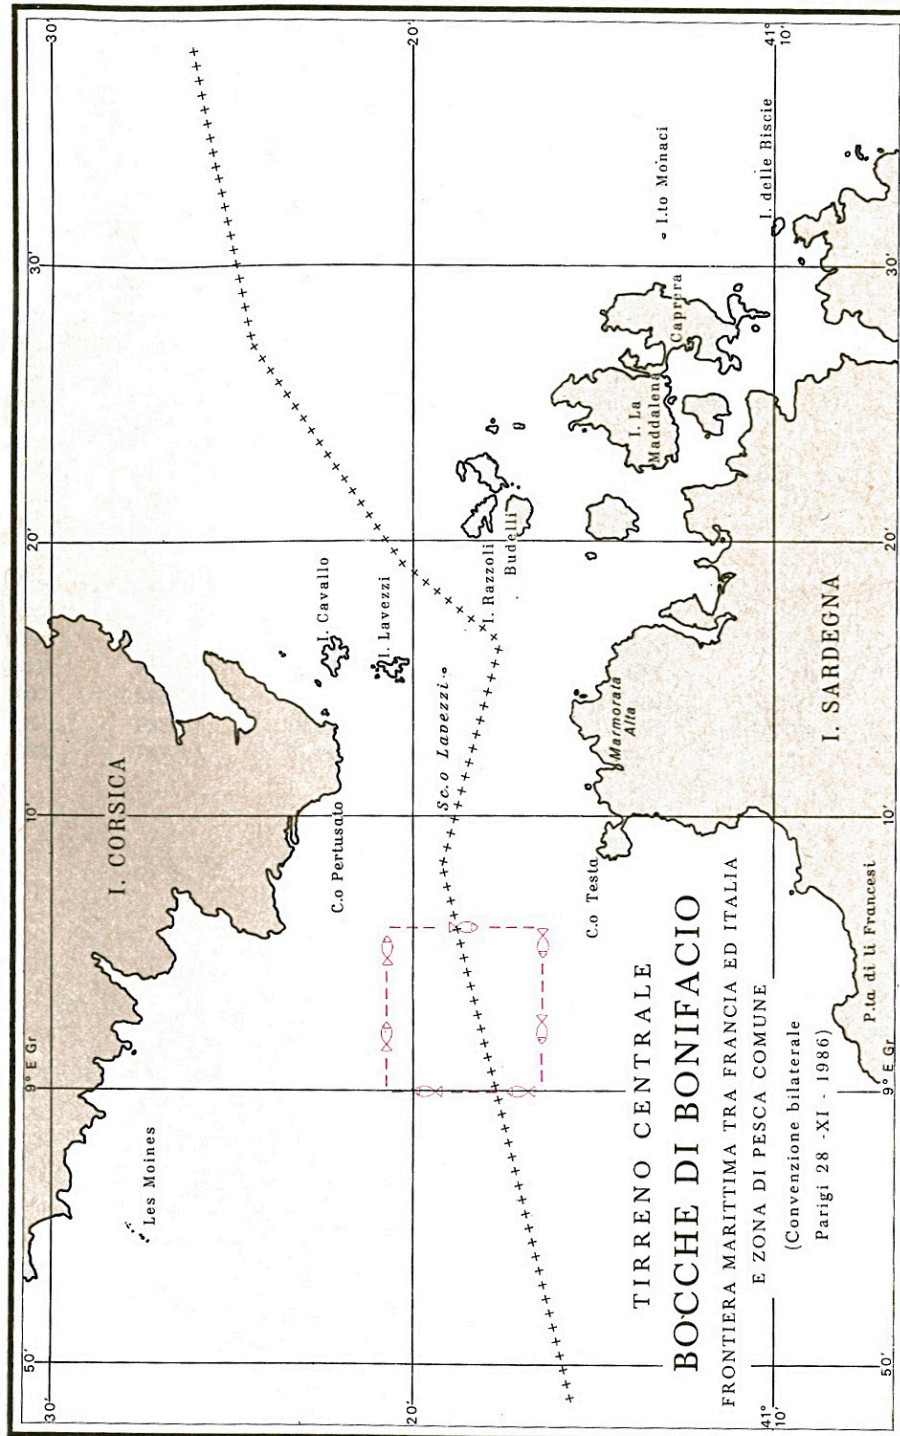 30'
20'
41°
10'
30'
30'
20'
20'
10'
10'
9° E Gr
9° E Gr
50'
50'
30'
20'
41°
10'
I. CORSICA
Les Moines
C.o Pertusato
I. Cavallo
I. Lavezzi
Sc.o Lavezzi
I. Razzoli
Budelli
I. La
Maddalena
Caprera
I.to Monaci
I. delle Biscie
Marmorata
Alta
C.o Testa
I. SARDEGNA
P.ta di li Francesi
TIRRENO CENTRALE
BOCCHE DI BONIFACIO
FRONTIERA MARITTIMA TRA FRANCIA ED ITALIA
E ZONA DI PESCA COMUNE
(Convenzione bilaterale
Parigi 28 -XI - 1986)